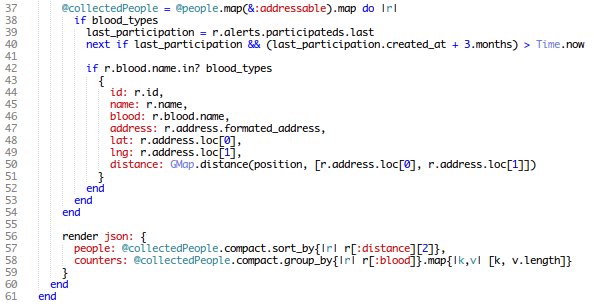 37 @collectedPeople = @people.map(&:addressable).map do |r|
38 if blood_types
39 last_participation = r.alerts.participateds.last
40 next if last_participation && (last_participation.created_at + 3.months) > Time.now
41
42 if r.blood.name.in? blood_types
43 {
44 id: r.id,
45 name: r.name,
46 blood: r.blood.name,
47 address: r.address.formated_address,
48 lat: r.address.loc[0],
49 lng: r.address.loc[1],
50 distance: GMap.distance(position, [r.address.loc[0], r.address.loc[1]])
51 }
52 end
53 end
54 end
55
56 render json: {
57 people: @collectedPeople.compact.sort_by{|r| r[:distance][2]},
58 counters: @collectedPeople.compact.group_by{|r| r[:blood]}.map{|k,v| [k, v.length]}
59 }
60 end
61 end